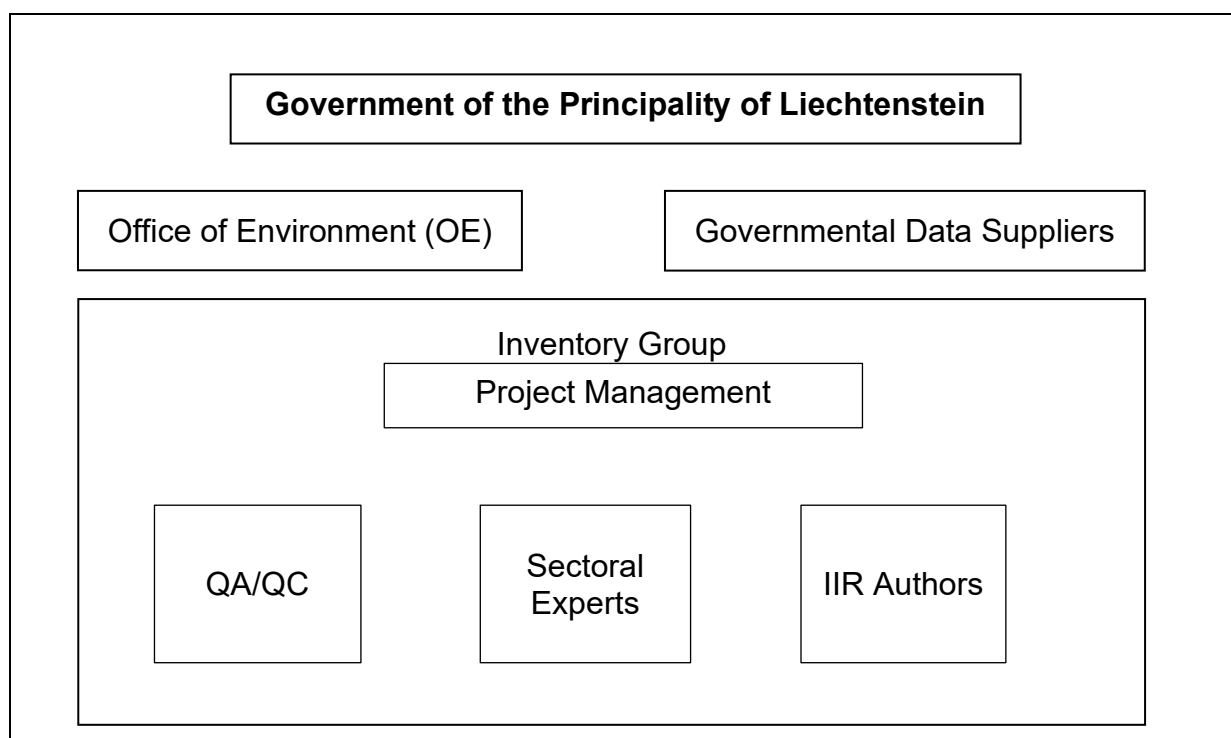 Government of the Principality of Liechtenstein
Office of Environment (OE)
Governmental Data Suppliers
Inventory Group
Project Management
QA/QC
Sectoral
Experts
IIR Authors